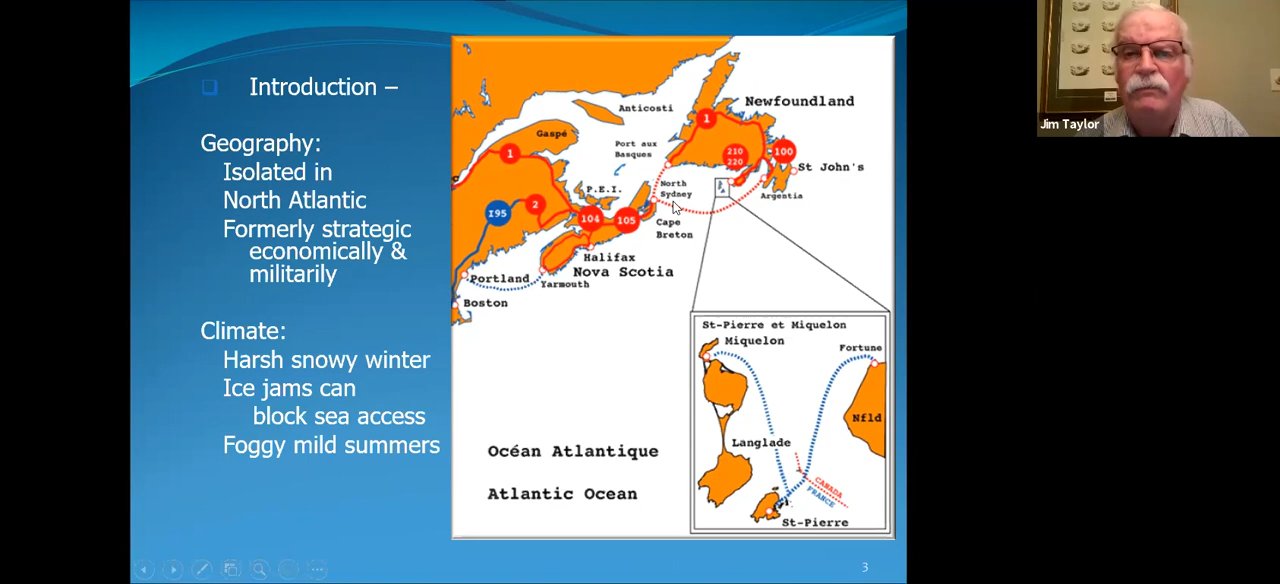 Introduction –
Geography:
Isolated in
North Atlantic
Formerly strategic
economically &
militarily
Climate:
Harsh snowy winter
Ice jams can
block sea access
Foggy mild summers
Newfoundland
Anticosti
1
Gaspé
Port aux
Basques
210
220
100
1
St John's
P.E.I.
North
Sydney
Argentia
I95
2
104
105
Cape
Breton
Halifax
Nova Scotia
Portland
Yarmouth
Boston
St-Pierre et Miquelon
Miquelon
Fortune
Nfld
Langlade
CANADA
FRANCE
St-Pierre
Océan Atlantique
Atlantic Ocean
3
Jim Taylor